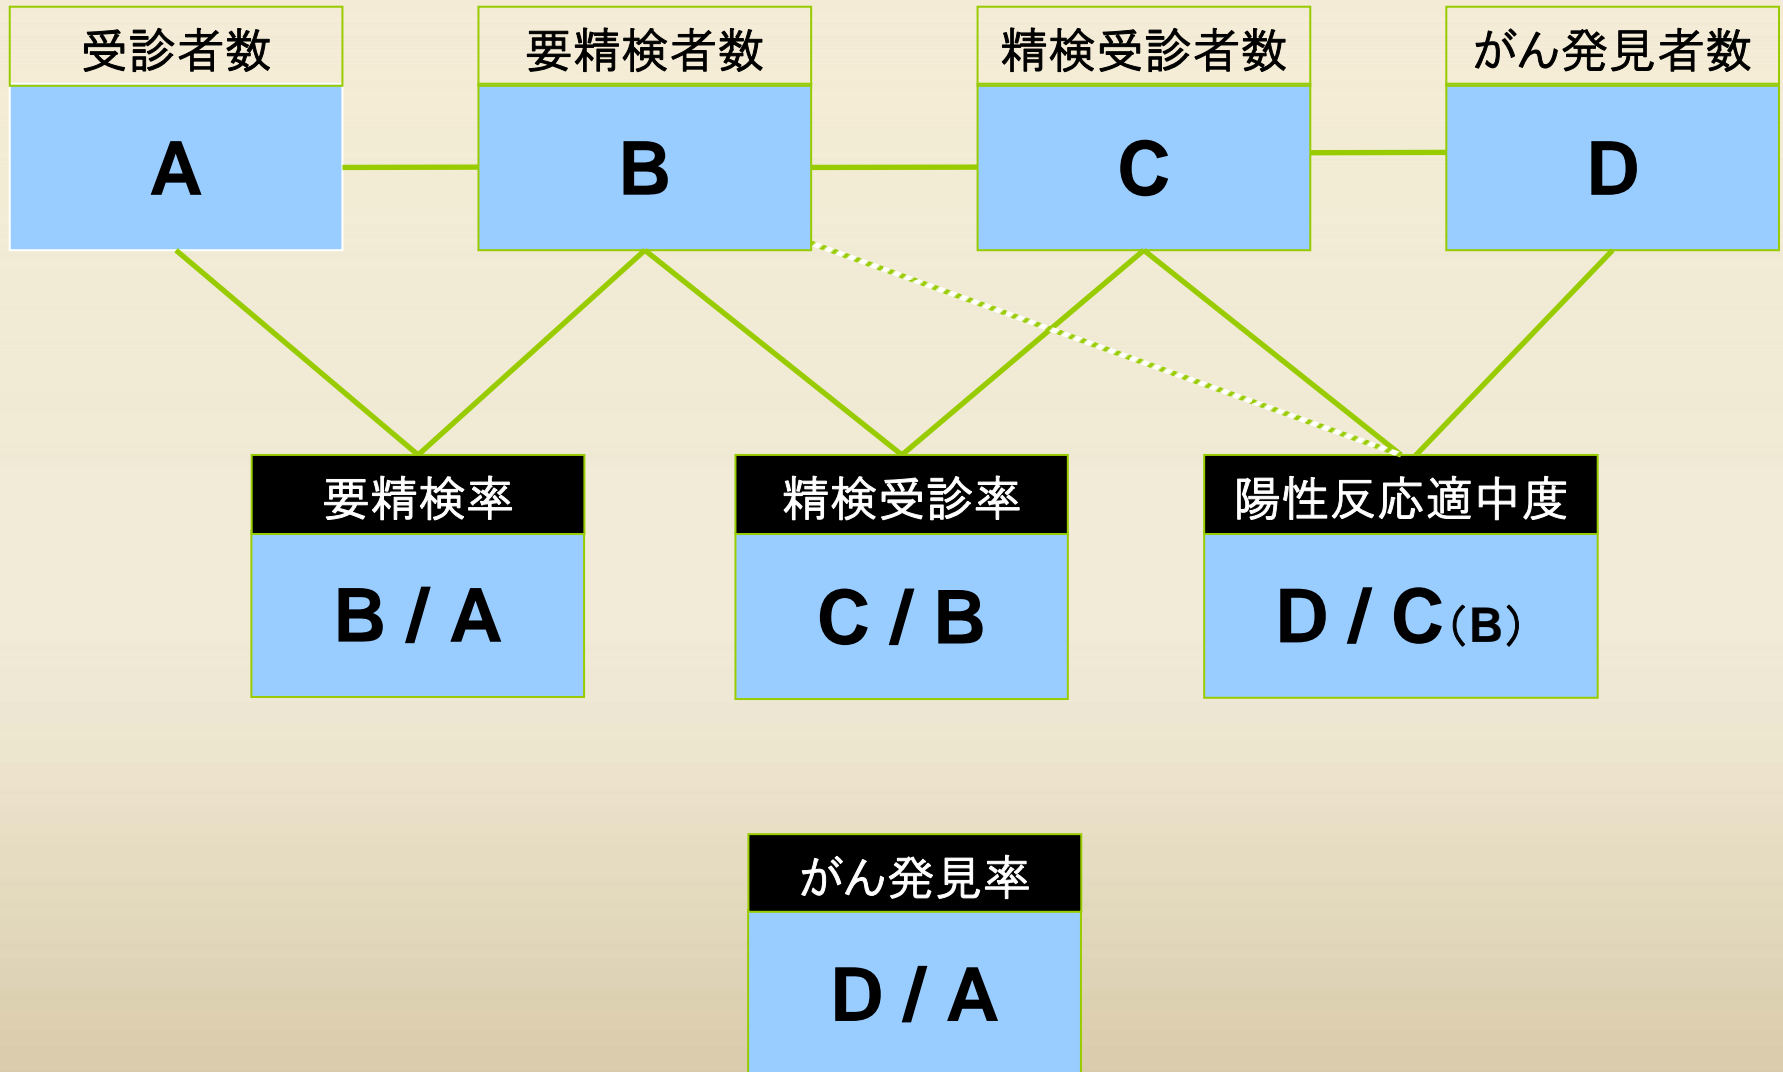 受診者数
要精検者数
精検受診者数
がん発見者数
A
B
C
D
要精検率
精検受診率
陽性反応適中度
B / A
C / B
D / C（B）
がん発見率
D / A